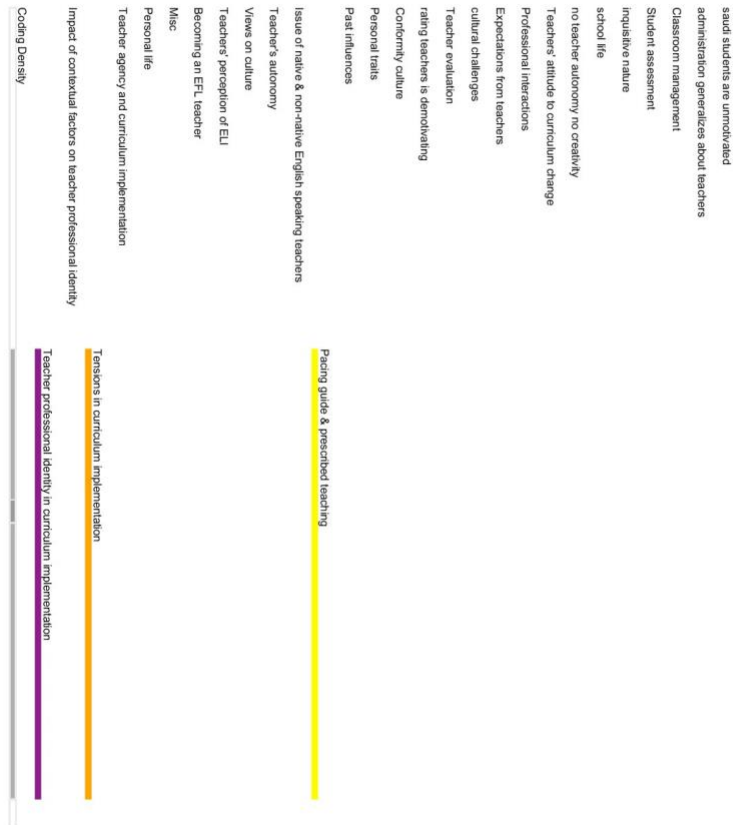 saudi students are unmotivated
administration generalizes about teachers
Classroom management
Student assessment
inquisitive nature
school life
no teacher autonomy no creativity
Teachers' attitude to curriculum change
Professional interactions
Expectations from teachers
cultural challenges
Teacher evaluation
rating teachers is demotivating
Conformity culture
Personal traits
Past influences
Pacing guide & prescribed teaching
Issue of native & non-native English speaking teachers
Teacher's autonomy
Views on culture
Teachers' perception of ELI
Becoming an EFL teacher
Misc
Personal life
Teacher agency and curriculum implementation
Tensions in curriculum implementation
Impact of contextual factors on teacher professional identity
Teacher professional identity in curriculum implementation
Coding Density